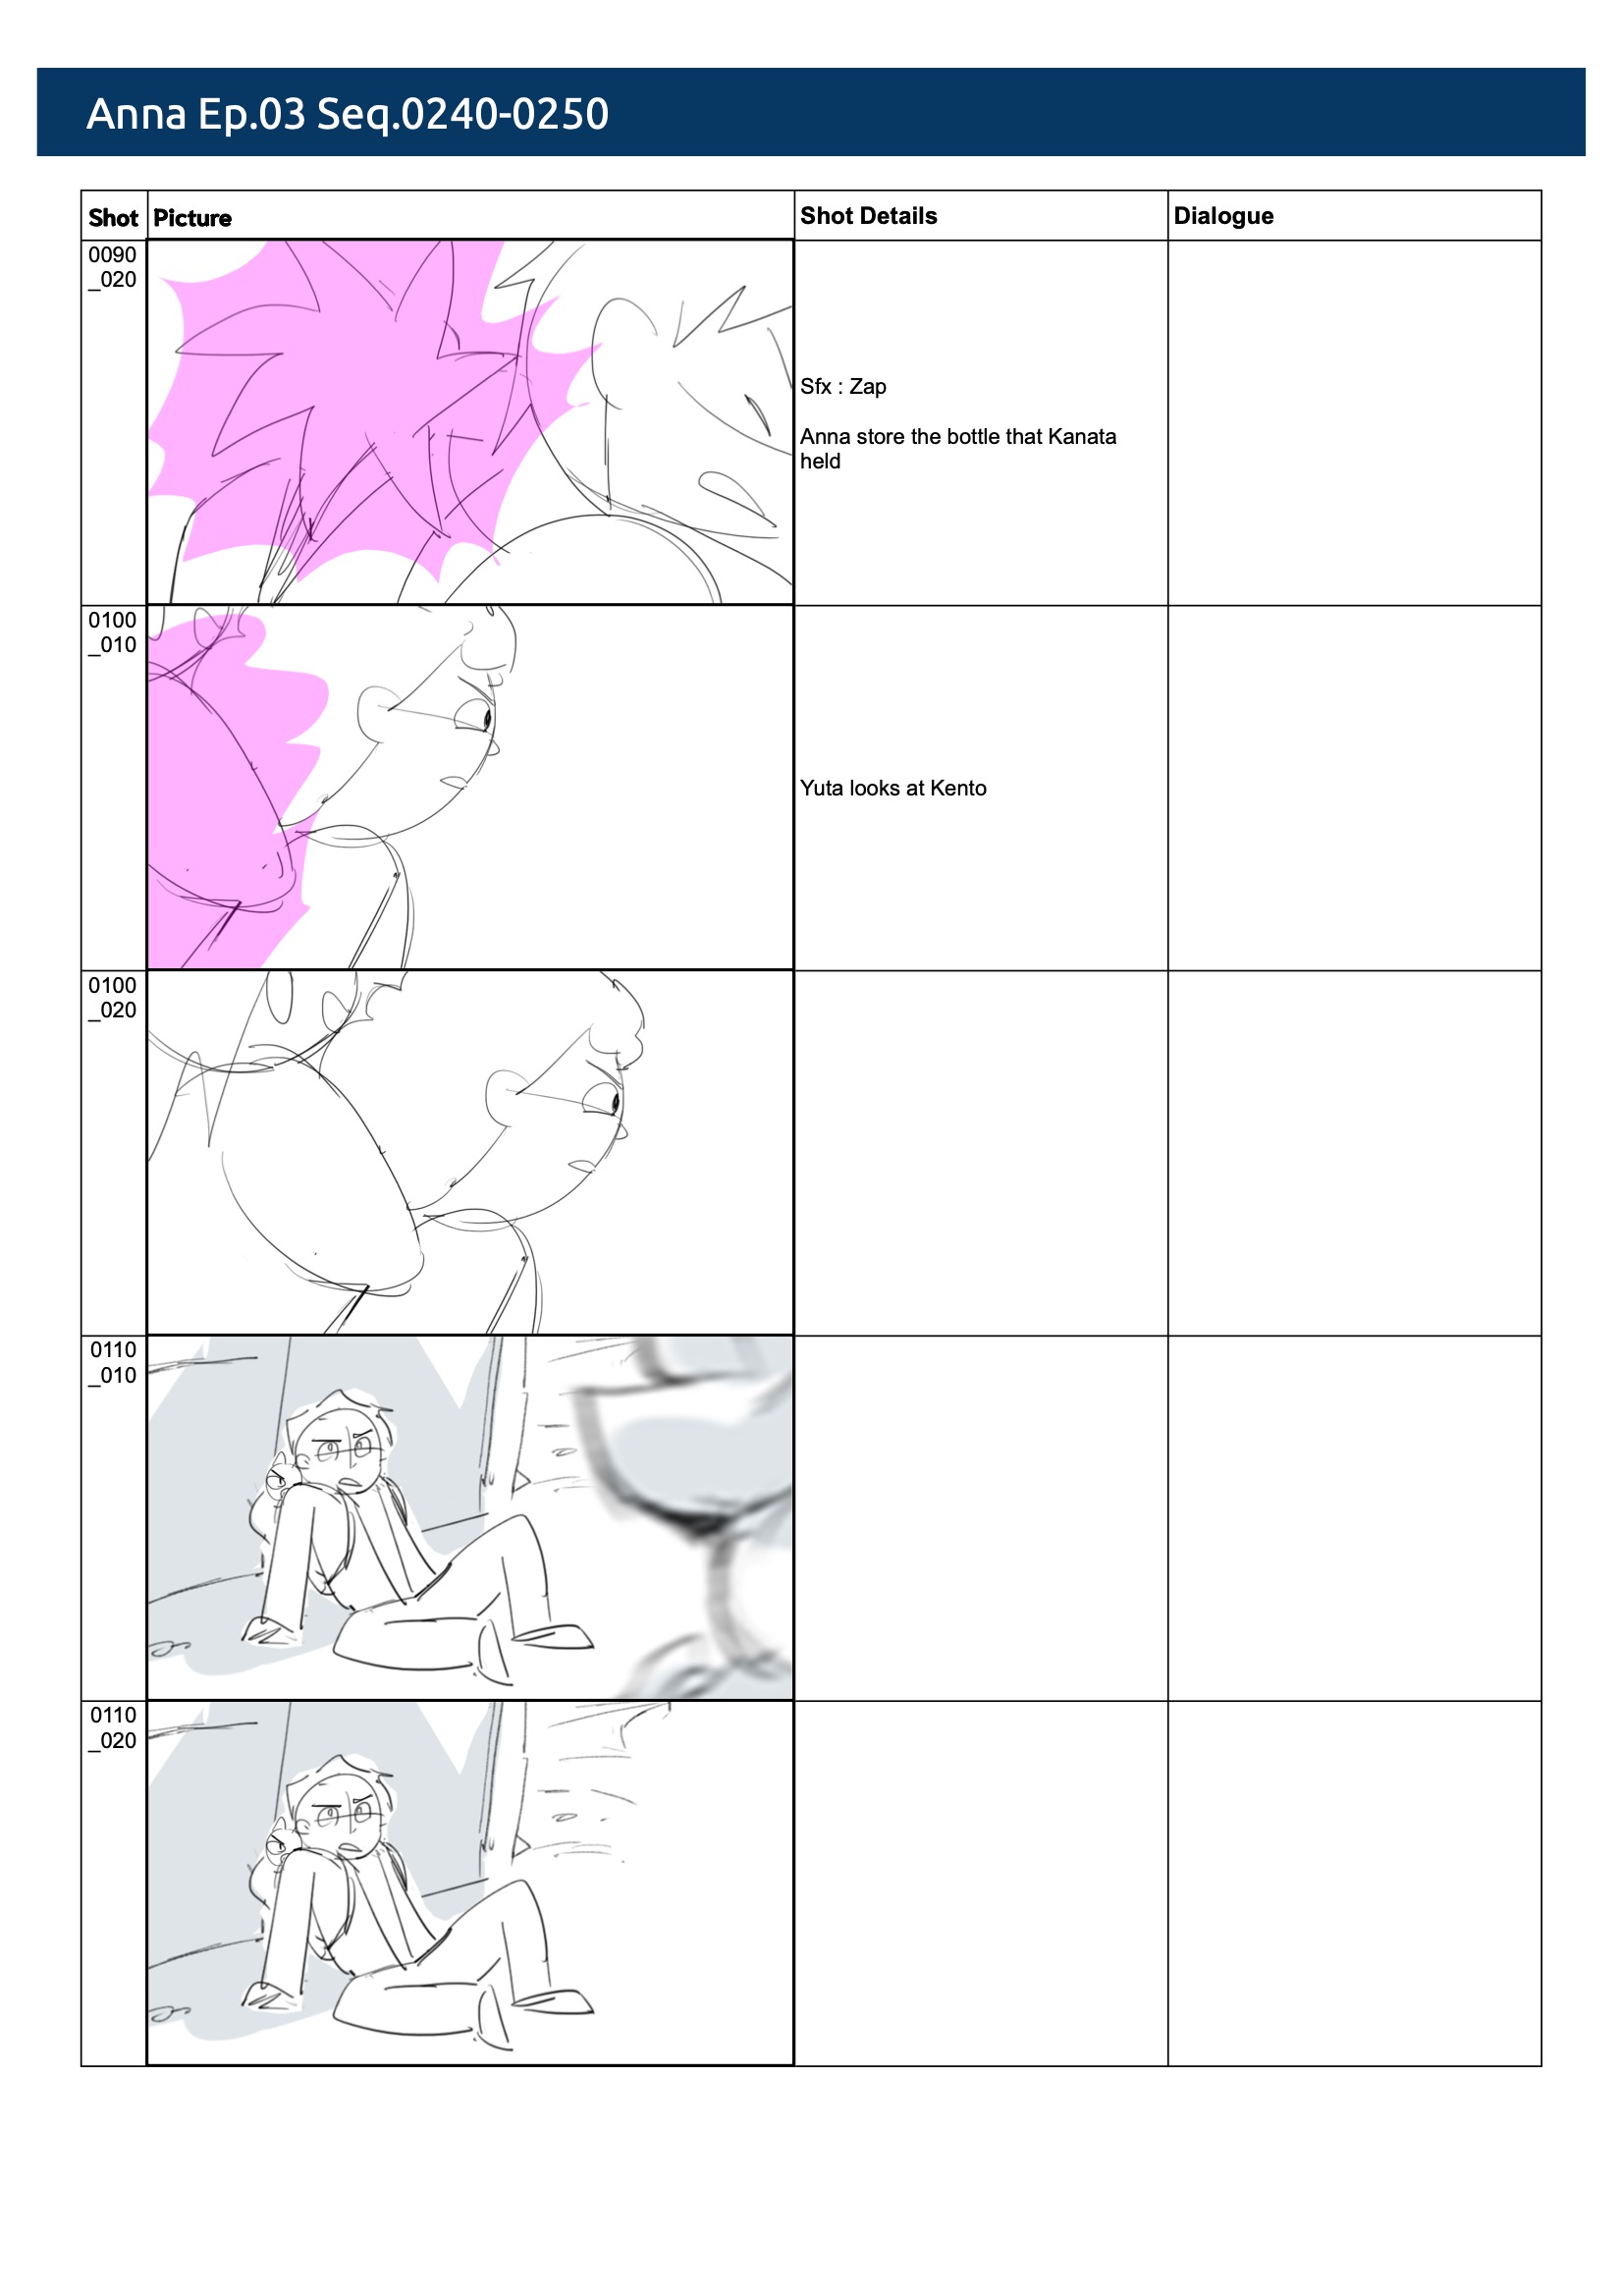 Anna Ep.03 Seq.0240-0250
Shot Picture Shot Details Dialogue
0090
_020
Sfx : Zap
Anna store the bottle that Kanata
held
0100
_010
Yuta looks at Kento
0100
_020
0110
_010
0110
_020